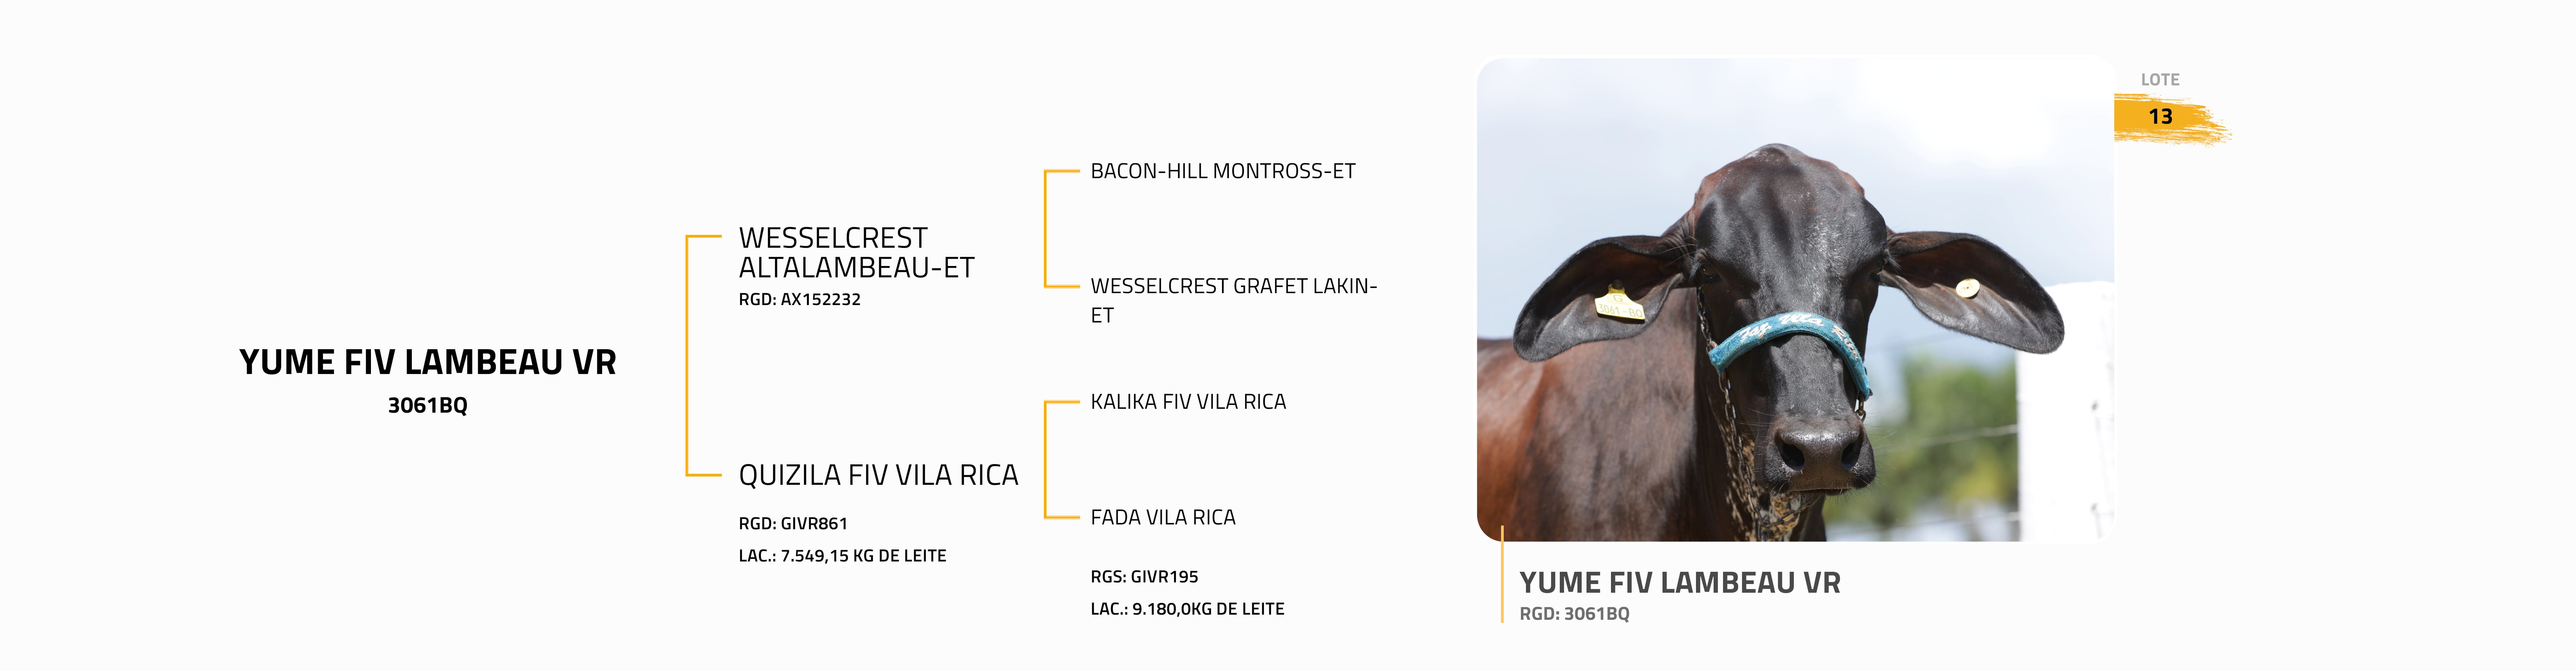 LOTE
13
BACON-HILL MONTROSS-ET
WESSELCREST
ALTALAMBEAU-ET
RGD: AX152232
WESSELCREST GRAFET LAKIN-
ET
YUME FIV LAMBEAU VR
3061BQ
KALIKA FIV VILA RICA
QUIZILA FIV VILA RICA
RGD: GIVR861
LAC.: 7.549,15 KG DE LEITE
FADA VILA RICA
RGS: GIVR195
LAC.: 9.180,0KG DE LEITE
3061-BQ
YUME FIV LAMBEAU VR
RGD: 3061BQ